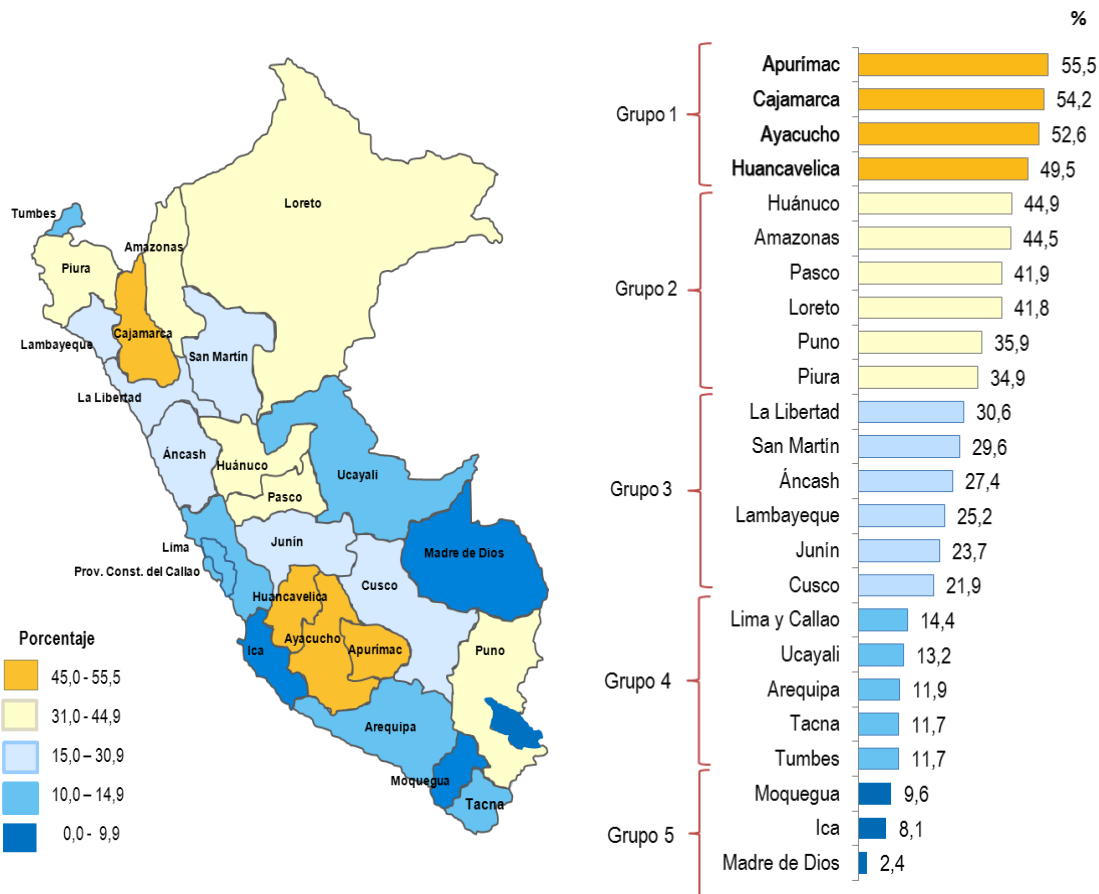 Tumbes
Piura
Amazonas
Loreto
Lambayeque
Cajamarca
San Martín
La Libertad
Áncash
Huánuco
Ucayali
Pasco
Lima
Junín
Madre de Dios
Prov. Const. del Callao
Cusco
Huancavelica
Ica
Ayacucho
Apurímac
Puno
Arequipa
Moquegua
Tacna
Porcentaje
45,0 - 55,5
31,0 - 44,9
15,0 – 30,9
10,0 – 14,9
0,0 - 9,9
%
Grupo 1
Apurímac 55,5
Cajamarca 54,2
Ayacucho 52,6
Huancavelica 49,5
Grupo 2
Huánuco 44,9
Amazonas 44,5
Pasco 41,9
Loreto 41,8
Puno 35,9
Piura 34,9
Grupo 3
La Libertad 30,6
San Martin 29,6
Áncash 27,4
Lambayeque 25,2
Junín 23,7
Cusco 21,9
Grupo 4
Lima y Callao 14,4
Ucayali 13,2
Arequipa 11,9
Tacna 11,7
Tumbes 11,7
Grupo 5
Moquegua 9,6
Ica 8,1
Madre de Dios 2,4